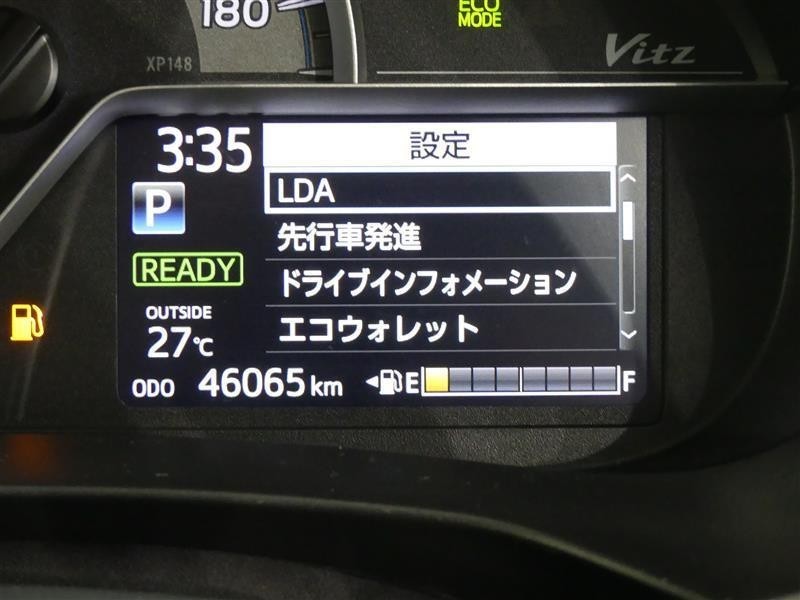 180
ECO
MODE
XP148
Vitz
3:35
設定
P
LDA
先行車発進
READY
ドライブインフォメーション
OUTSIDE
27℃
エコウォレット
ODO 46065 km
E F